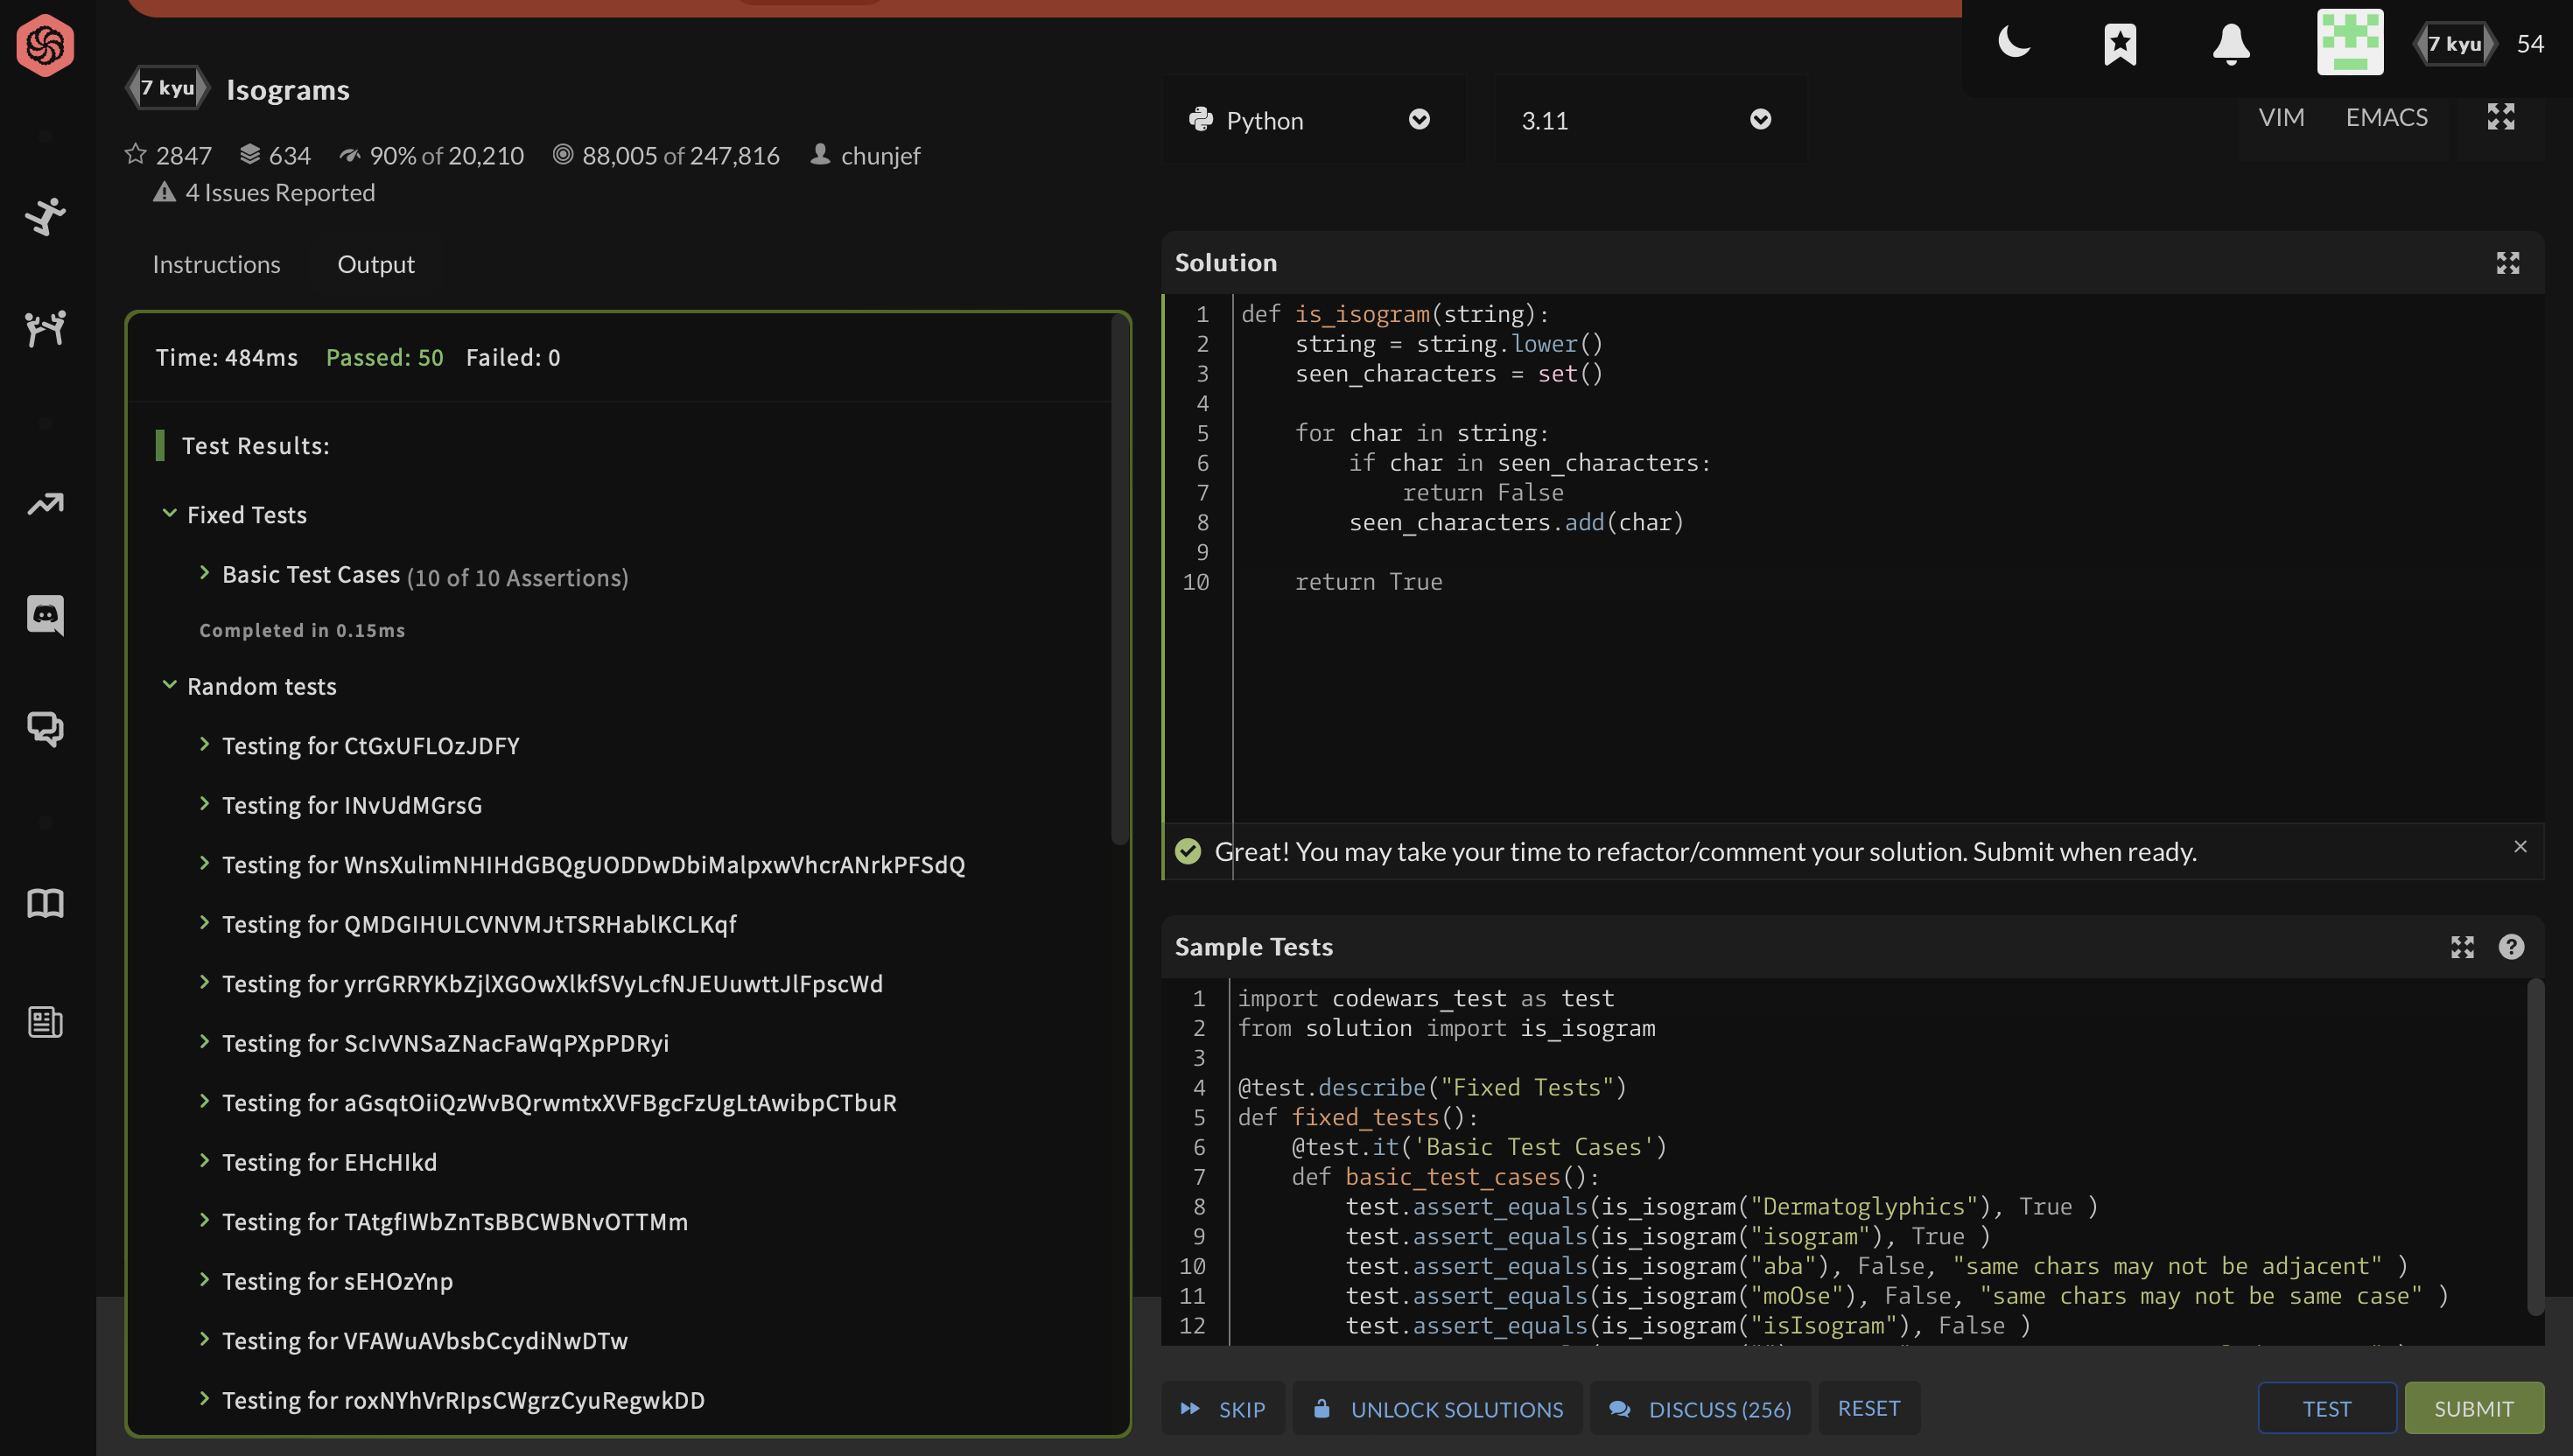 7 kyu Isograms
2847 634 90% of 20,210 88,005 of 247,816 chunjef
4 Issues Reported
Instructions Output
Time: 484ms Passed: 50 Failed: 0
Test Results:
Fixed Tests
Basic Test Cases (10 of 10 Assertions)
Completed in 0.15ms
Random tests
Testing for CtGxUFLOzJDFY
Testing for INvUdMGrsG
Testing for WnsXulimNHIHdGBQgUODDwDbiMalpxwVhcrANrkPFSdQ
Testing for QMDGIHULCVNVMJtTSRHablKCLKqf
Testing for yrrGRRYKbZjlXGOwXlkfSVyLcfNJEUuwttJlFpscWd
Testing for ScIvVNSaZNacFaWqPXpPDRyi
Testing for aGsqtOiiQzWvBQrwmtxXVFBgcFzUgLtAwibpCTbuR
Testing for EHcHIkd
Testing for TAtgfIWbZnTsBBCWBNvOTTMm
Testing for sEHOzYnp
Testing for VFAWuAVbsbCcydiNwDTw
Testing for roxNYhVrRIpsCWgrzCyuRegwkDD
7 kyu 54
Python 3.11 VIM EMACS
Solution
1 def is_isogram(string):
2 string = string.lower()
3 seen_characters = set()
4
5 for char in string:
6 if char in seen_characters:
7 return False
8 seen_characters.add(char)
9
10 return True
Great! You may take your time to refactor/comment your solution. Submit when ready.
Sample Tests
1 import codewars_test as test
2 from solution import is_isogram
3
4 @test.describe("Fixed Tests")
5 def fixed_tests():
6 @test.it('Basic Test Cases')
7 def basic_test_cases():
8 test.assert_equals(is_isogram("Dermatoglyphics"), True )
9 test.assert_equals(is_isogram("isogram"), True )
10 test.assert_equals(is_isogram("aba"), False, "same chars may not be adjacent" )
11 test.assert_equals(is_isogram("moOse"), False, "same chars may not be same case" )
12 test.assert_equals(is_isogram("isIsogram"), False )
SKIP UNLOCK SOLUTIONS DISCUSS (256) RESET TEST SUBMIT